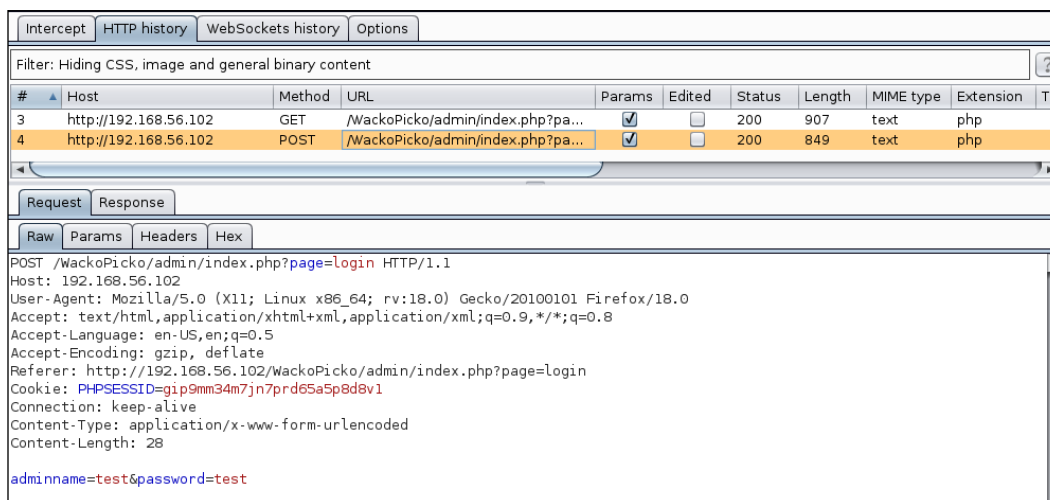 Intercept HTTP history WebSockets history Options
Filter: Hiding CSS, image and general binary content ?
# Host Method URL Params Edited Status Length MIME type Extension T
3 http://192.168.56.102 GET /WackoPicko/admin/index.php?pa... 200 907 text php
4 http://192.168.56.102 POST /WackoPicko/admin/index.php?pa... 200 849 text php
Request Response
Raw Params Headers Hex
POST /WackoPicko/admin/index.php?page=login HTTP/1.1
Host: 192.168.56.102
User-Agent: Mozilla/5.0 (X11; Linux x86_64; rv:18.0) Gecko/20100101 Firefox/18.0
Accept: text/html,application/xhtml+xml,application/xml;q=0.9,*/*;q=0.8
Accept-Language: en-US,en;q=0.5
Accept-Encoding: gzip, deflate
Referer: http://192.168.56.102/WackoPicko/admin/index.php?page=login
Cookie: PHPSESSID=gip9mm34m7jn7prd65a5p8d8v1
Connection: keep-alive
Content-Type: application/x-www-form-urlencoded
Content-Length: 28
adminname=test&password=test